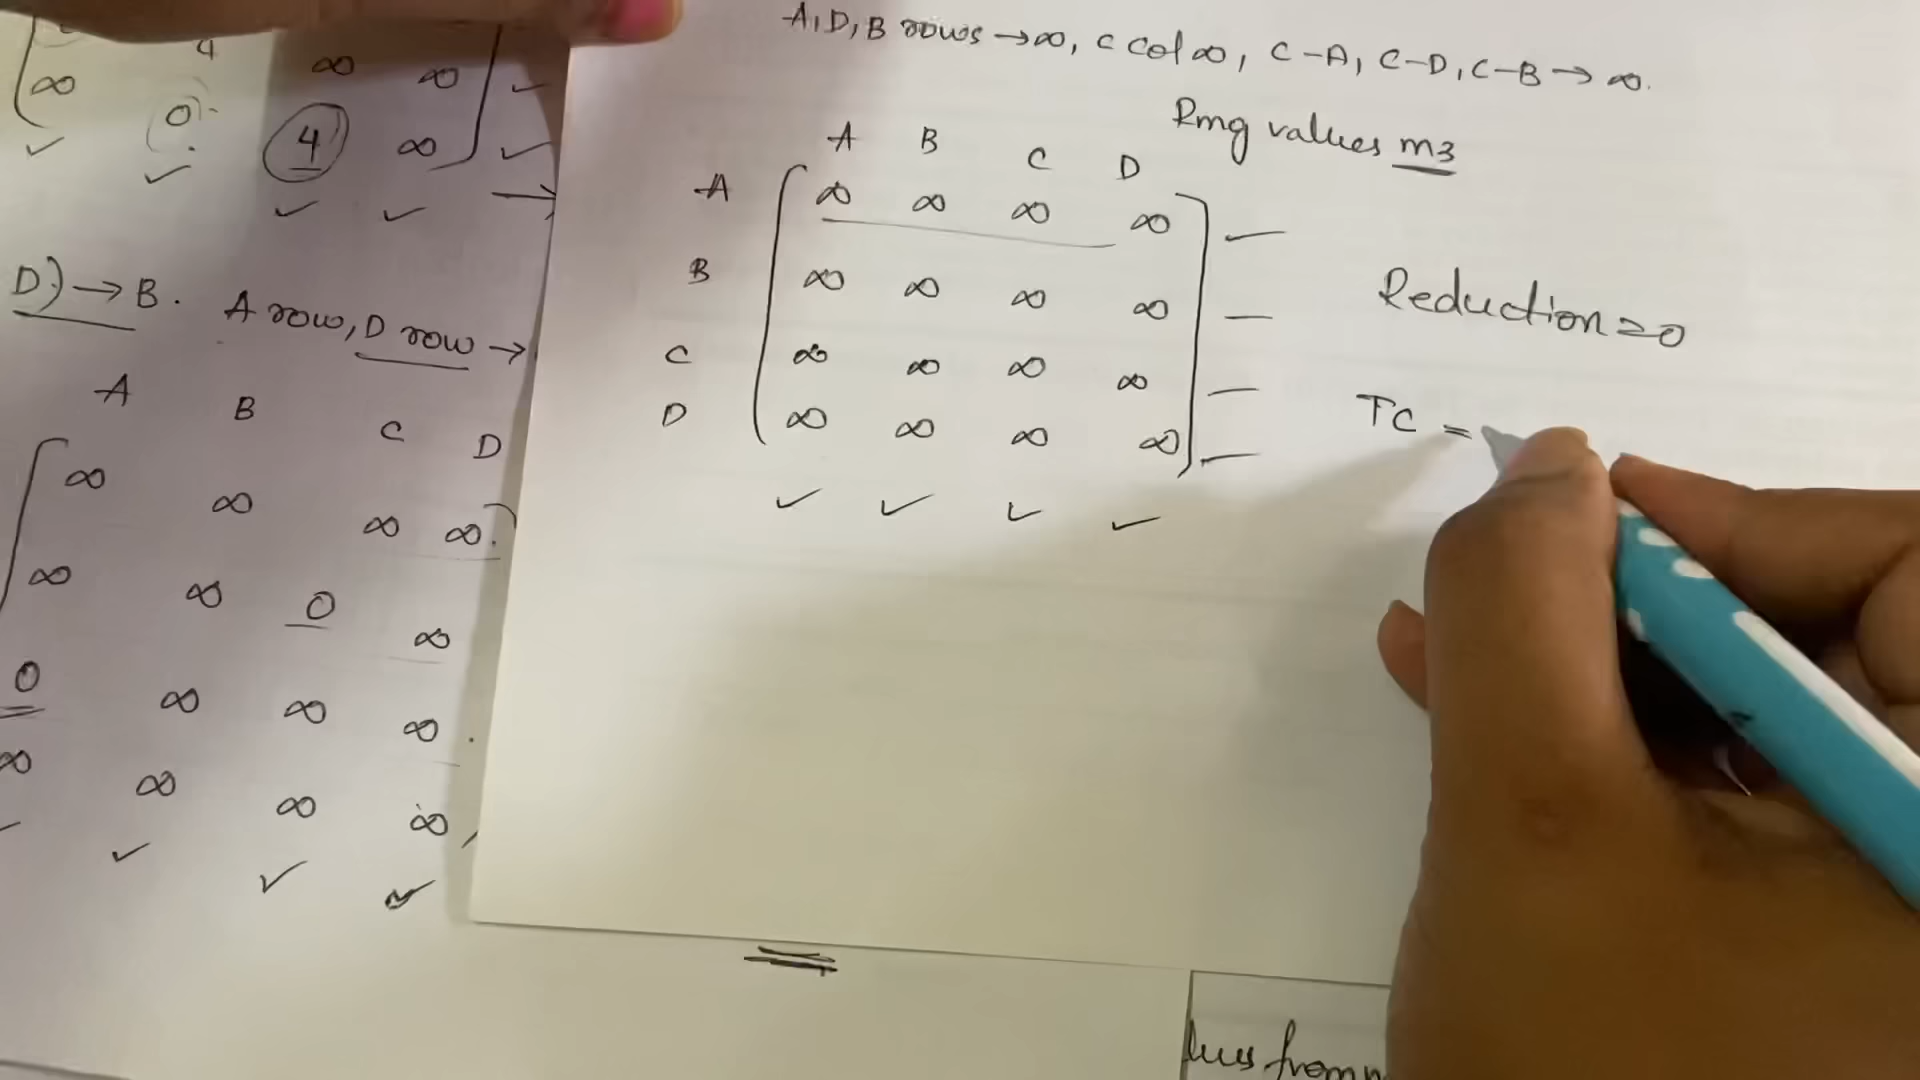 4
∞ ∞ ∞
0
4 ∞
D) → B. A row, D row →
A B C D
∞ ∞ ∞ ∞
∞ ∞ 0 ∞
0 ∞ ∞ ∞
∞ ∞ ∞ ∞
A, D, B rows → ∞, C Col ∞, C-A, C-D, C-B → ∞.
Rmg values m3
A B C D
A ∞ ∞ ∞ ∞
B ∞ ∞ ∞ ∞
C ∞ ∞ ∞ ∞
D ∞ ∞ ∞ ∞
Reduction = 0
TC =